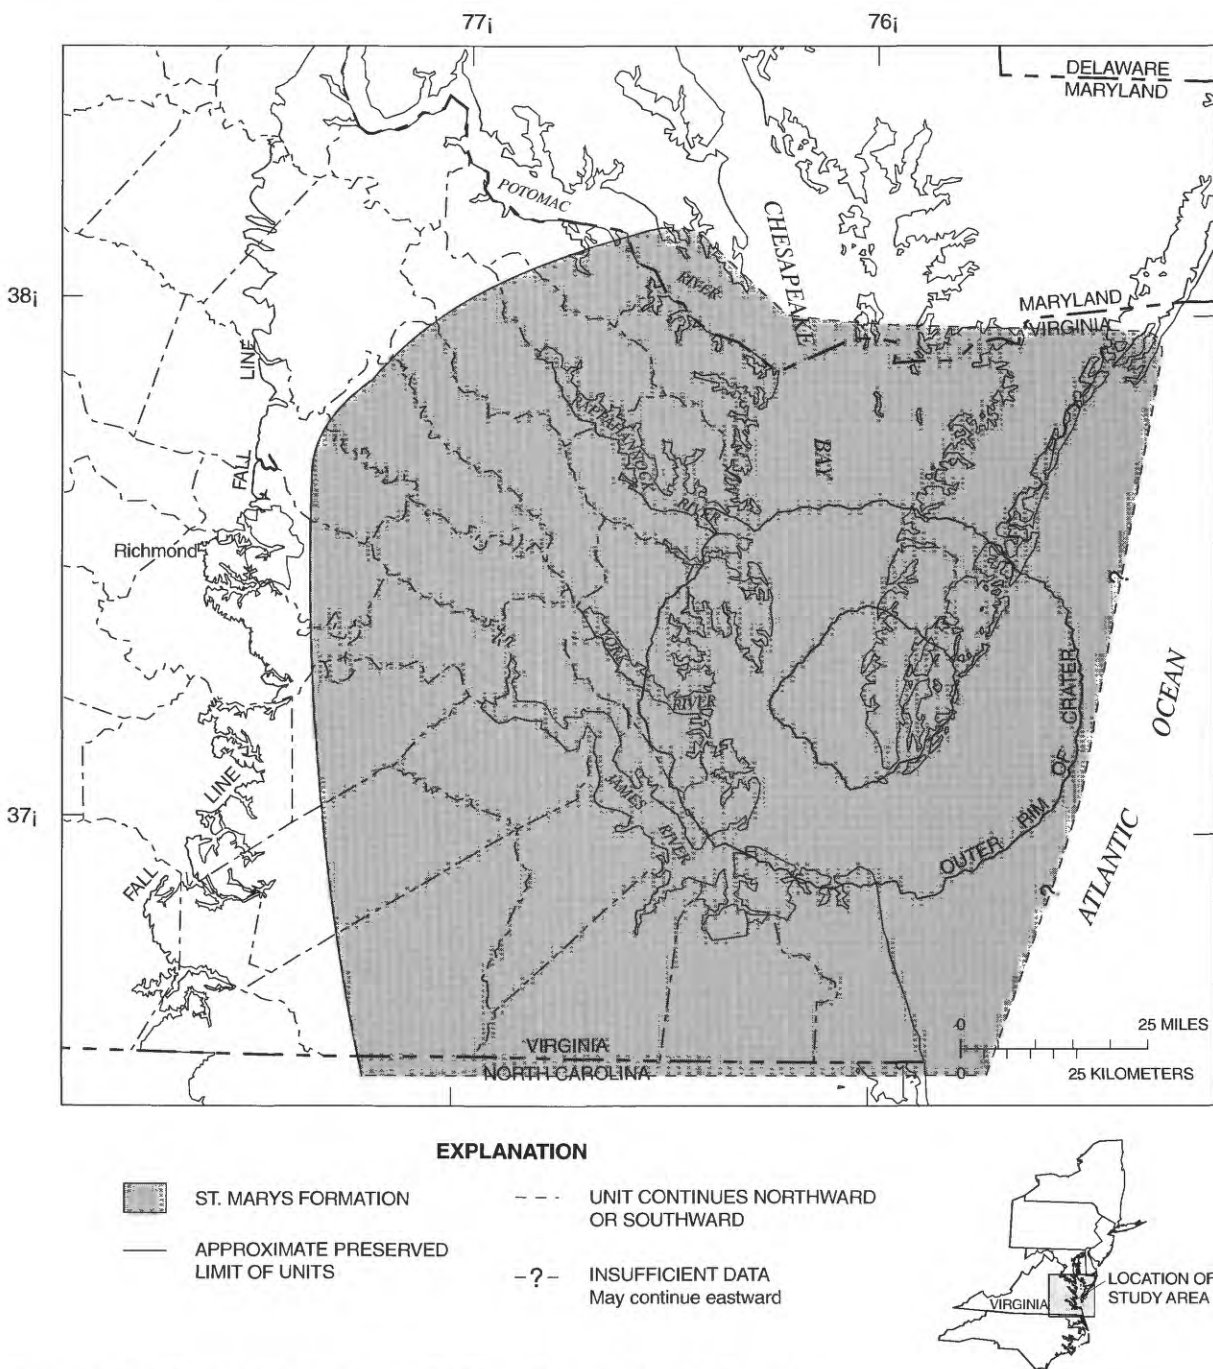 77¡
76¡
DELAWARE
MARYLAND
POTOMAC
RIVER
CHESAPEAKE
BAY
38¡
MARYLAND
VIRGINIA
FALL LINE
RAPPAHANNOCK
RIVER
Richmond
YORK
RIVER
OUTER RIM OF CRATER
ATLANTIC OCEAN
?
?
JAMES
RIVER
37¡
FALL LINE
0 25 MILES
0 25 KILOMETERS
VIRGINIA
NORTH CAROLINA
EXPLANATION
ST. MARYS FORMATION
APPROXIMATE PRESERVED
LIMIT OF UNITS
UNIT CONTINUES NORTHWARD
OR SOUTHWARD
-?- INSUFFICIENT DATA
May continue eastward
VIRGINIA
LOCATION OF
STUDY AREA